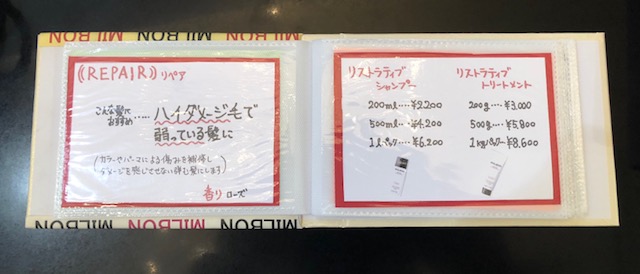 MILBON MILBON
((REPAIR)) リペア
こんな髪に
おすすめ.....ハイダメージ毛で
弱っている髪に
(カラーやパーマによる傷みを補修し
ダメージを感じさせない弾む髪にします)
香り ローズ
MILBON MILBON MILBON
リストラティブ
シャンプー
200ml....¥2,200
500ml...¥4,200
1ℓパック...¥6,200
リストラティブ
トリートメント
200g....¥3,000
500g...¥5,800
1kgパック...¥8,600